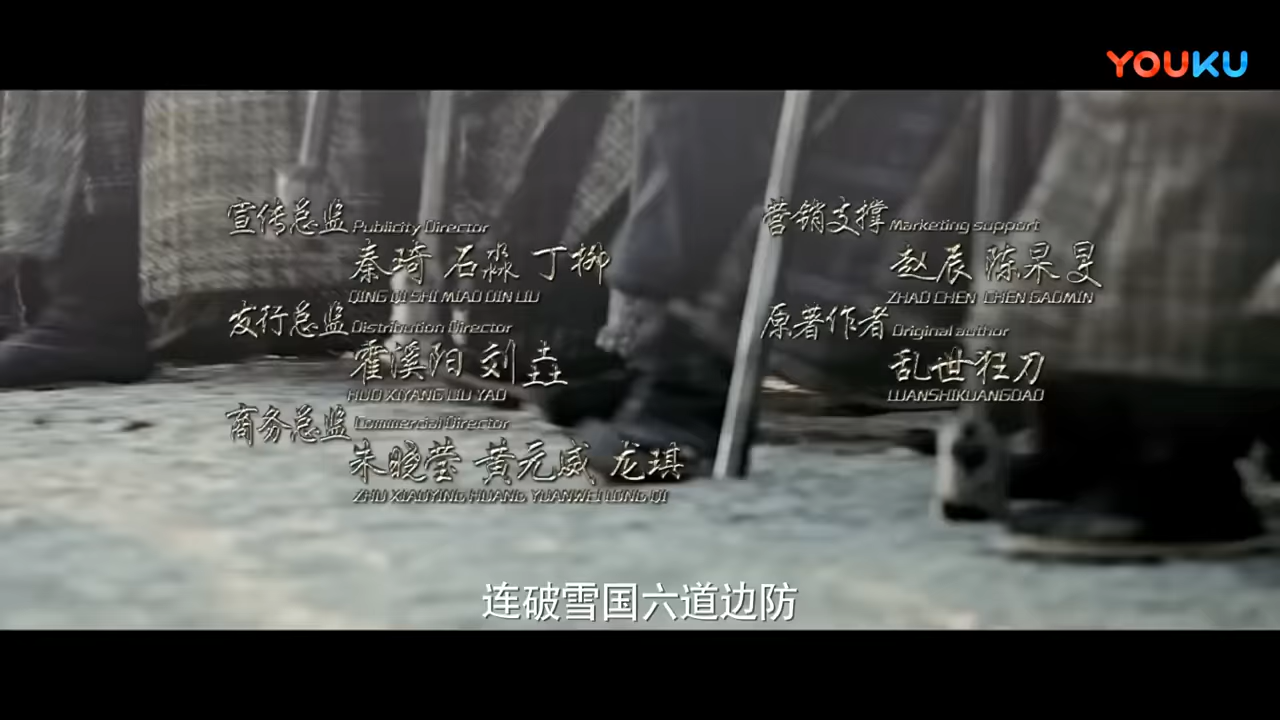 YOUKU
宣传总监 Publicity Director
秦琦 石淼 丁柳
QING QI SHI MIAO DIN LIU
发行总监 Distribution Director
霍溪阳 刘垚
HUO XIYANG LIU YAO
商务总监 Commercial Director
朱晓莹 黄元威 龙琪
ZHU XIAOYING HUANG YUANWEI LONG QI
营销支撑 Marketing support
赵辰 陈杲旻
ZHAO CHEN CHEN GAOMIN
原著作者 Original author
乱世狂刀
LUANSHIKUANGDAO
连破雪国六道边防